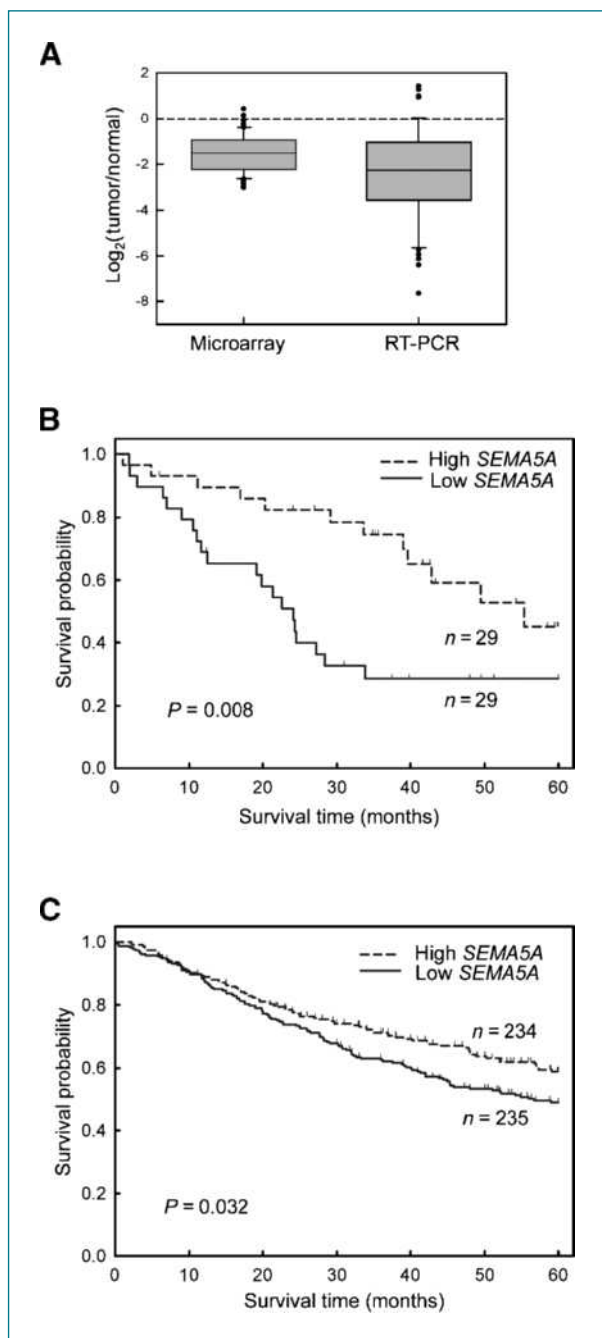 A
Log2(tumor/normal)
2
0
-2
-4
-6
-8
Microarray RT-PCR
B
Survival probability
1.0
0.8
0.6
0.4
0.2
0.0
High SEMA5A
Low SEMA5A
n = 29
n = 29
P = 0.008
0 10 20 30 40 50 60
Survival time (months)
C
Survival probability
1.0
0.8
0.6
0.4
0.2
0.0
High SEMA5A
Low SEMA5A
n = 234
n = 235
P = 0.032
0 10 20 30 40 50 60
Survival time (months)